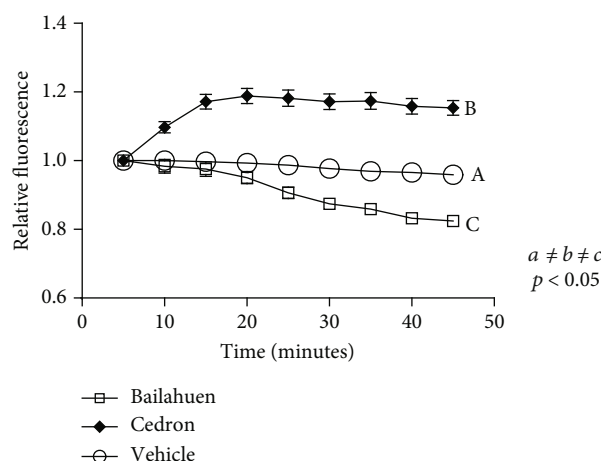 1.4
1.2
1.0
0.8
0.6
Relative fluorescence
B
A
C
0 10 20 30 40 50
Time (minutes)
a ≠ b ≠ c
p < 0.05
Bailahuen
Cedron
Vehicle